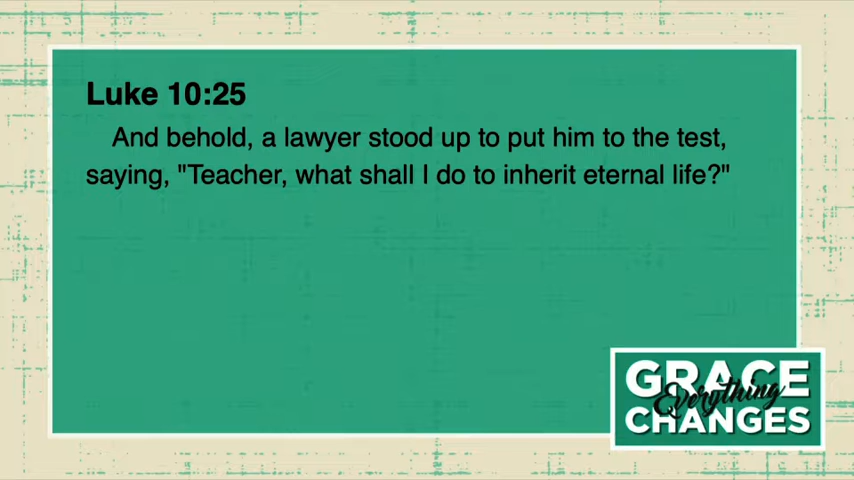 Luke 10:25
And behold, a lawyer stood up to put him to the test,
saying, "Teacher, what shall I do to inherit eternal life?"
GRACE
Everything
CHANGES